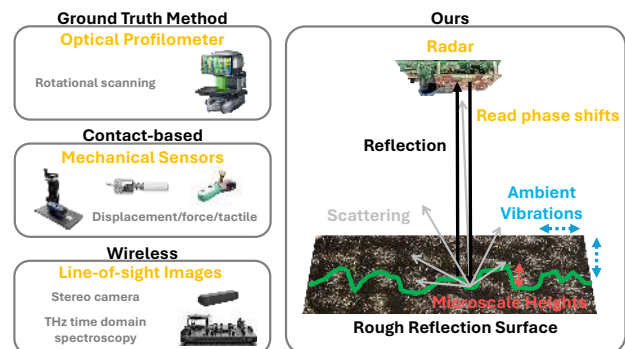 Ground Truth Method
Optical Profilometer
Rotational scanning
Contact-based
Mechanical Sensors
Displacement/force/tactile
Wireless
Line-of-sight Images
Stereo camera
THz time domain
spectroscopy
Ours
Radar
Read phase shifts
Reflection
Scattering
Ambient
Vibrations
Microscale Heights
Rough Reflection Surface